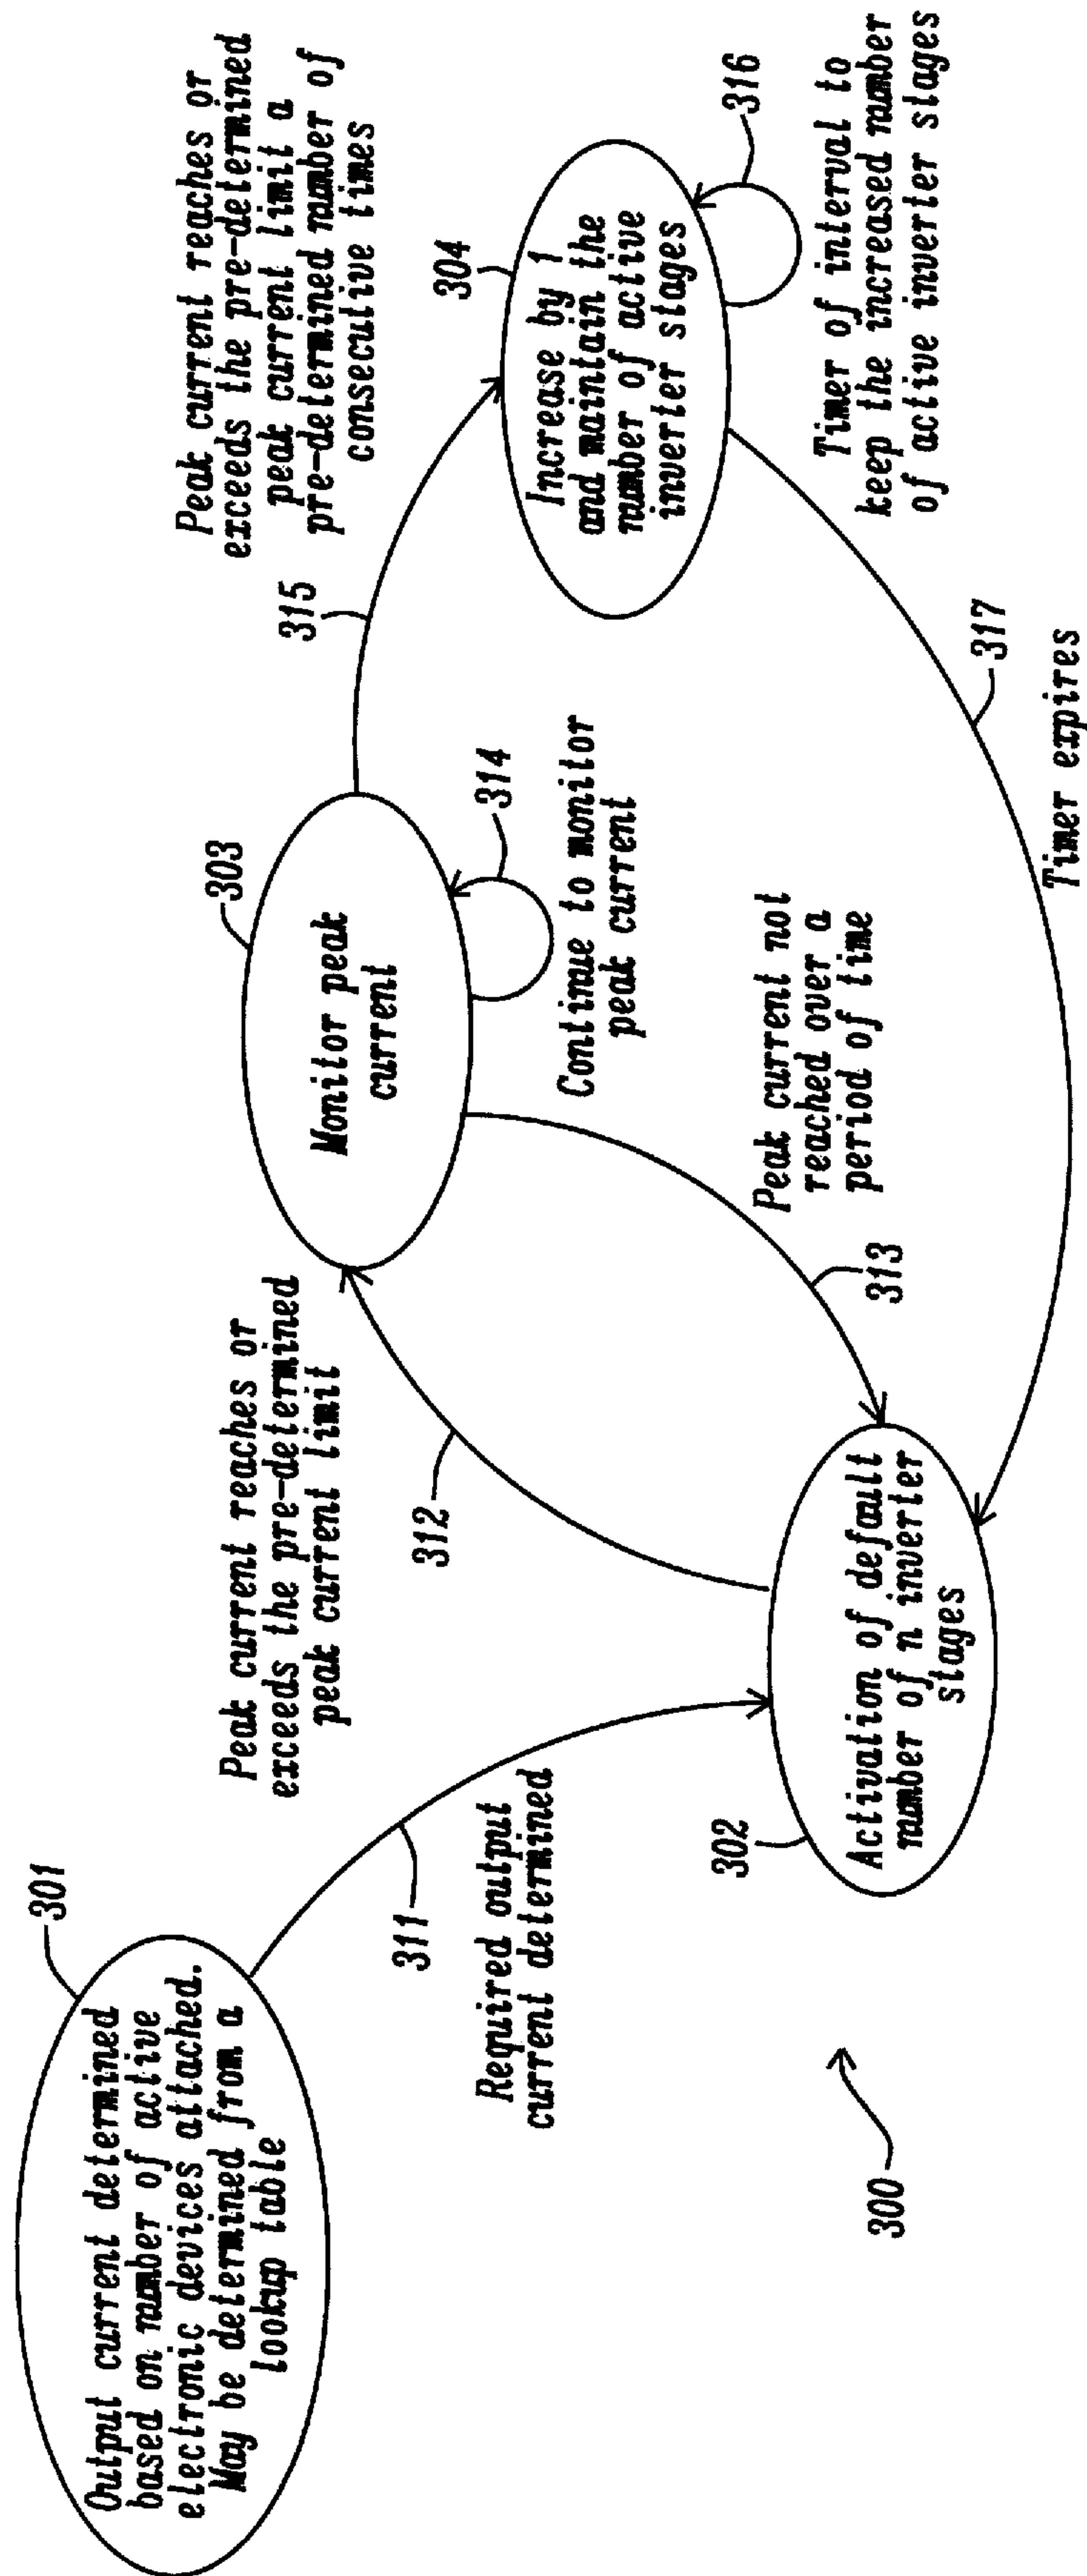 301
Output current determined
based on number of active
electronic devices attached.
May be determined from a
lookup table
311
Required output
current determined
302
Activation of default
number of n inverter
stages
Peak current reaches or
exceeds the pre-determined
peak current limit
312
303
Monitor peak
current
314
Continue to monitor
peak current
Peak current not
reached over a
period of time
313
Peak current reaches or
exceeds the pre-determined
peak current limit a
pre-determined number of
consecutive times
315
304
Increase by 1
and maintain the
number of active
inverter stages
316
Timer of interval to
keep the increased number
of active inverter stages
317
Timer expires
300